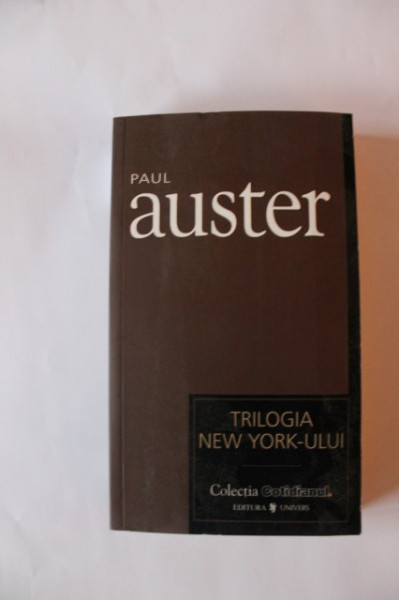 PAUL
auster
TRILOGIA
NEW YORK-ULUI
Colecția Cotidianul
EDITURA UNIVERS